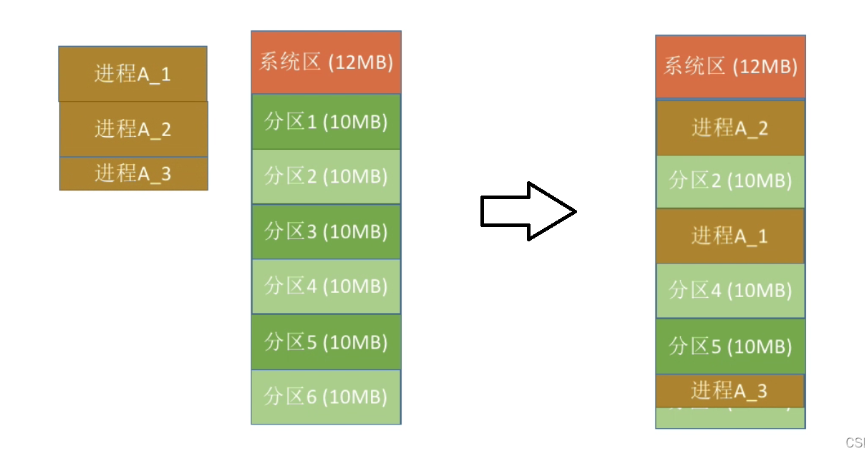 进程A_1
进程A_2
进程A_3
系统区 (12MB)
分区1 (10MB)
分区2 (10MB)
分区3 (10MB)
分区4 (10MB)
分区5 (10MB)
分区6 (10MB)
系统区 (12MB)
进程A_2
分区2 (10MB)
进程A_1
分区4 (10MB)
分区5 (10MB)
进程A_3